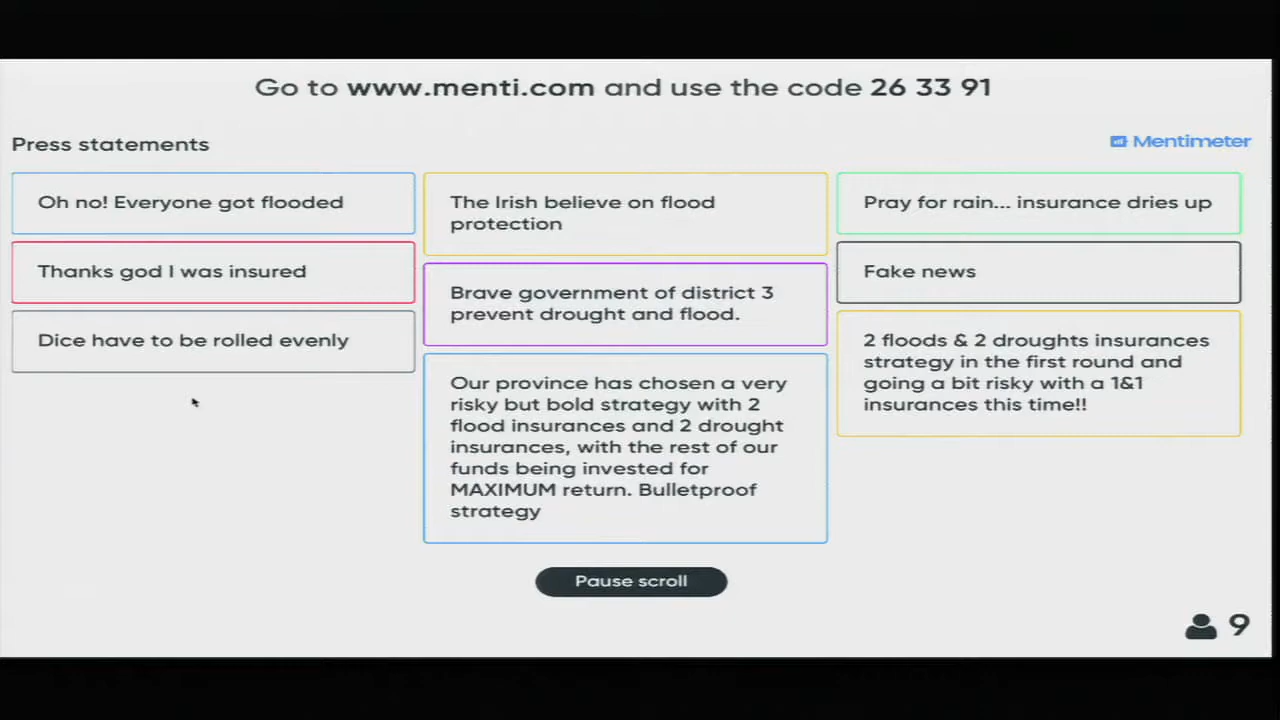 Go to www.menti.com and use the code 26 33 91
Press statements
Mentimeter
Oh no! Everyone got flooded
Thanks god I was insured
Dice have to be rolled evenly
The Irish believe on flood
protection
Brave government of district 3
prevent drought and flood.
Our province has chosen a very
risky but bold strategy with 2
flood insurances and 2 drought
insurances, with the rest of our
funds being invested for
MAXIMUM return. Bulletproof
strategy
Pray for rain... insurance dries up
Fake news
2 floods & 2 droughts insurances
strategy in the first round and
going a bit risky with a 1&1
insurances this time!!
Pause scroll
9